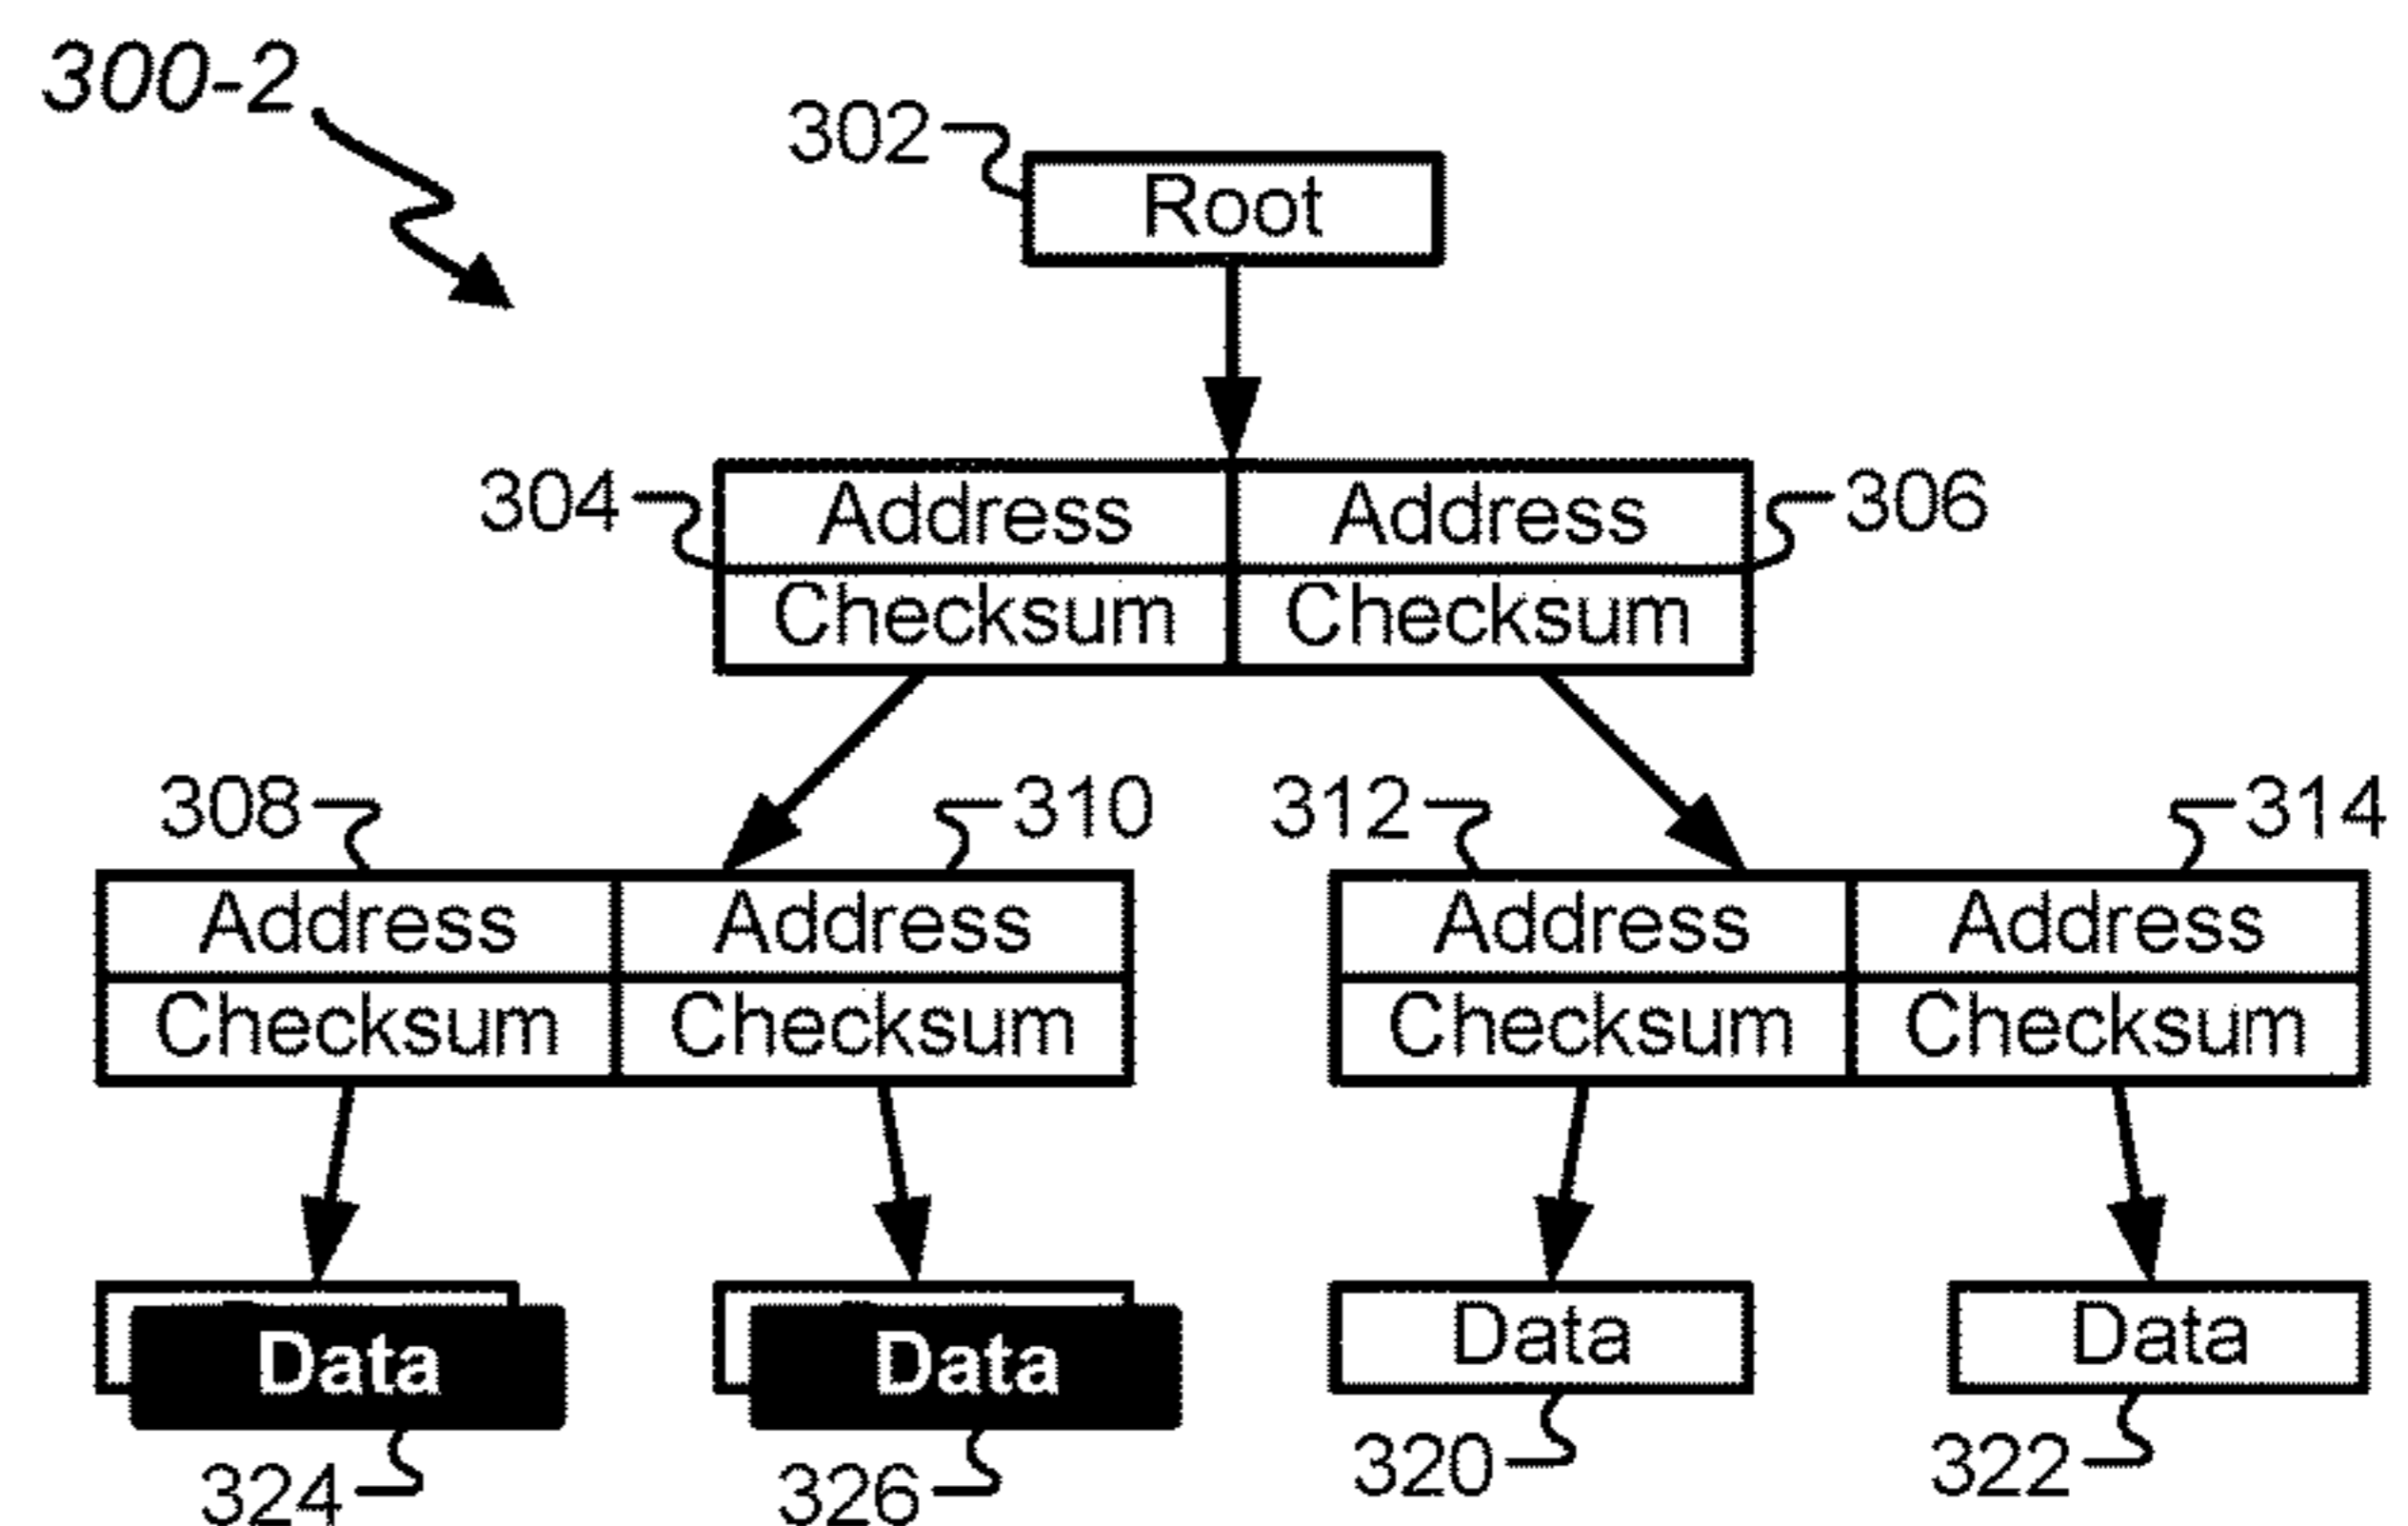 300-2
302
Root
304
Address Address
306
Checksum Checksum
308
310
312
314
Address Address
Address Address
Checksum Checksum
Checksum Checksum
Data
Data
Data
Data
324
326
320
322